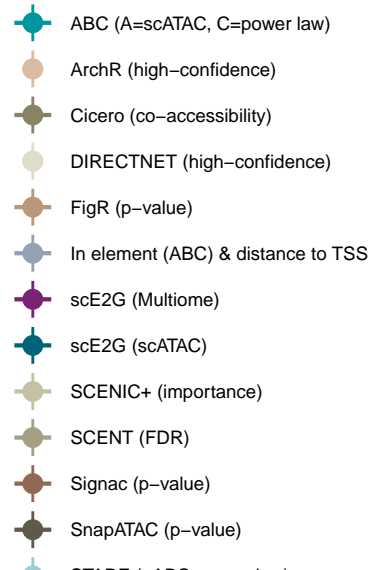 ABC (A=scATAC, C=power law)
ArchR (high−confidence)
Cicero (co−accessibility)
DIRECTNET (high−confidence)
FigR (p−value)
In element (ABC) & distance to TSS
scE2G (Multiome)
scE2G (scATAC)
SCENIC+ (importance)
SCENT (FDR)
Signac (p−value)
SnapATAC (p−value)